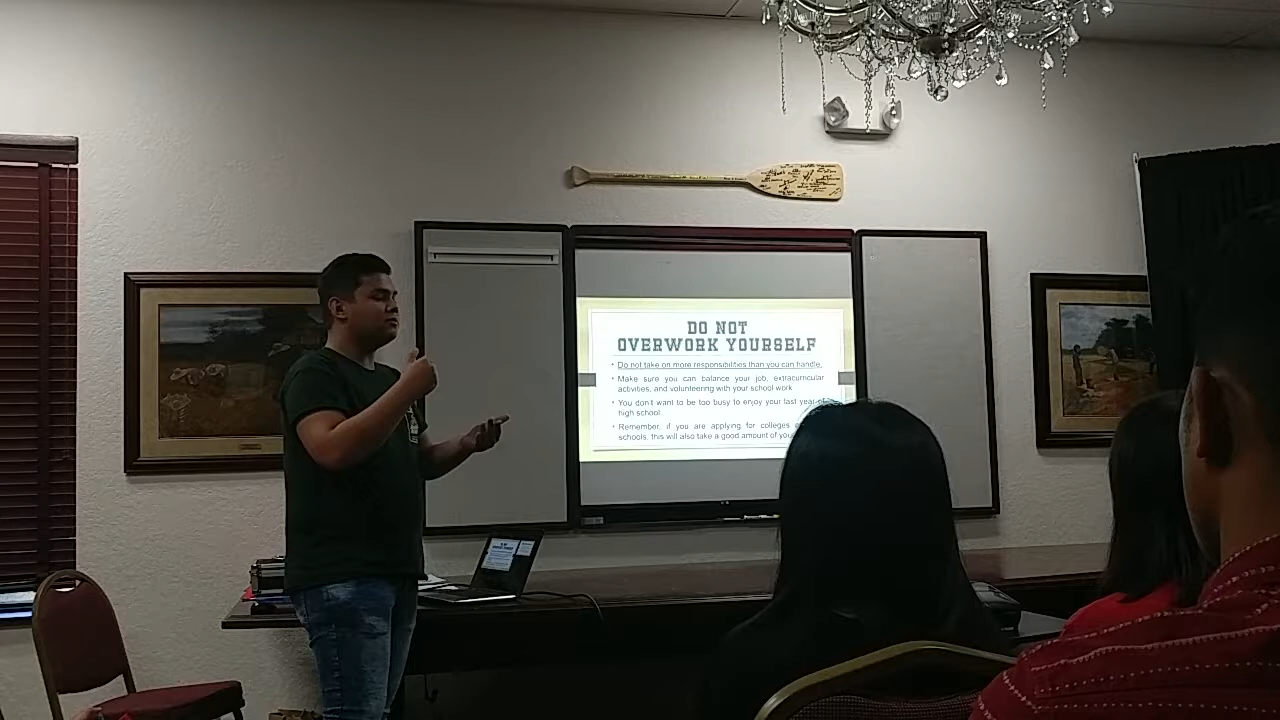 DO NOT
OVERWORK YOURSELF
• Do not take on more responsibilities than you can handle.
• Make sure you can balance your job, extracurricular
activities, and volunteering with your school work
• You don't want to be too busy to enjoy your last year of
high school.
• Remember, if you are applying for colleges
schools, this will also take a good amount of